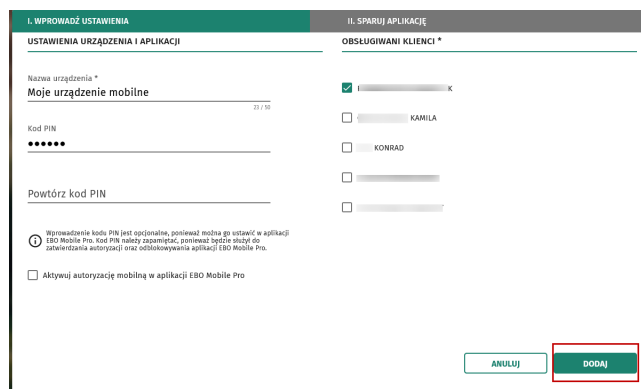 I. WPROWADŹ USTAWIENIA
II. SPARUJ APLIKACJĘ
USTAWIENIA URZĄDZENIA I APLIKACJI
OBSŁUGIWANI KLIENCI *
Nazwa urządzenia *
Moje urządzenie mobilne
23 / 50
K
KAMILA
Kod PIN
●●●●●●
KONRAD
Powtórz kod PIN
Wprowadzenie kodu PIN jest opcjonalne, ponieważ można go ustawić w aplikacji
EBO Mobile Pro. Kod PIN należy zapamiętać, ponieważ będzie służył do
zatwierdzania autoryzacji oraz odblokowywania aplikacji EBO Mobile Pro.
Aktywuj autoryzację mobilną w aplikacji EBO Mobile Pro
ANULUJ
DODAJ